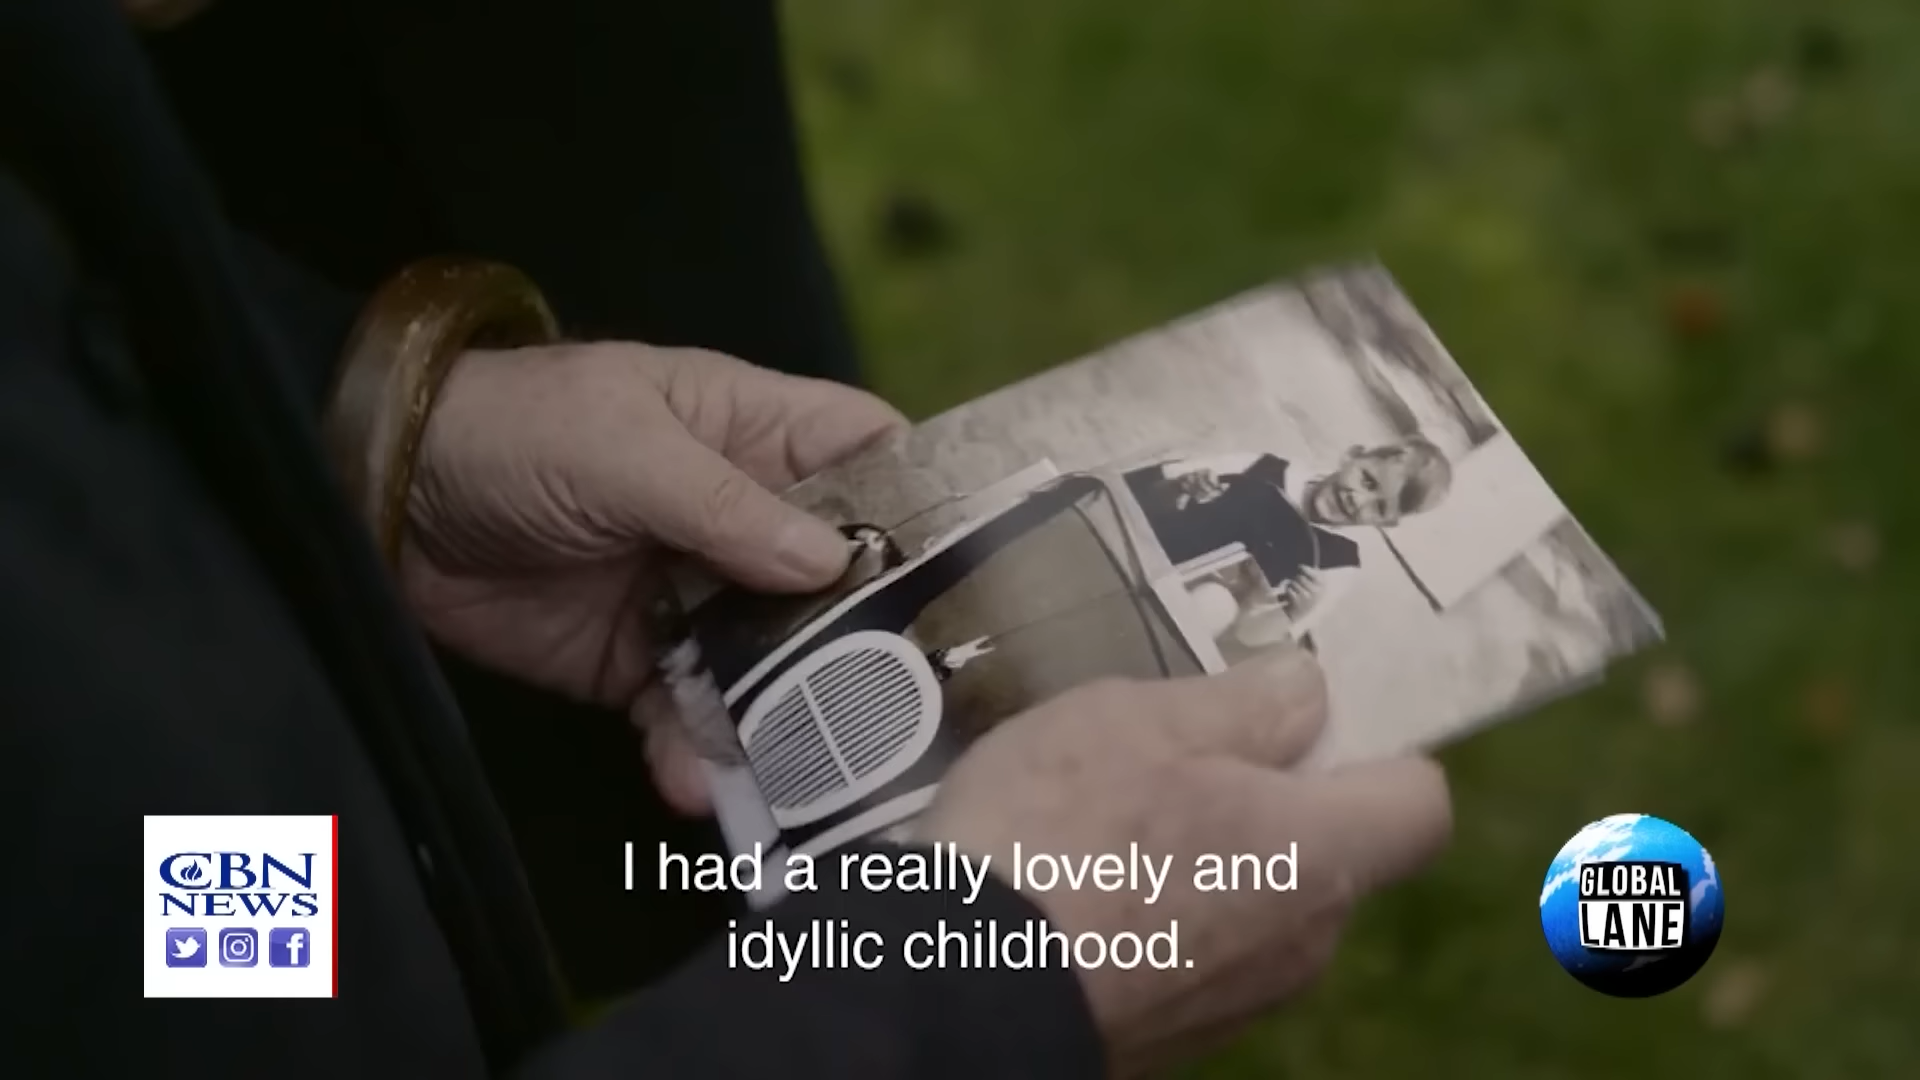 CBN
NEWS
I had a really lovely and
idyllic childhood.
GLOBAL
LANE